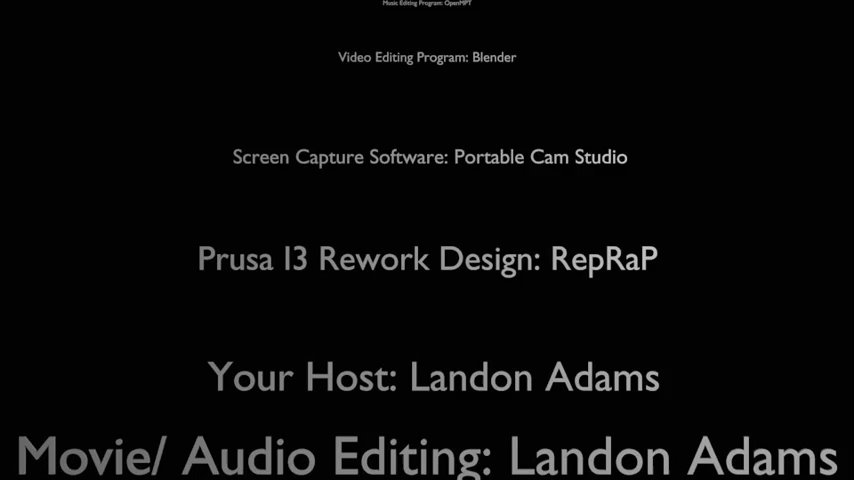 Music Editing Program: OpenMPT
Video Editing Program: Blender
Screen Capture Software: Portable Cam Studio
Prusa I3 Rework Design: RepRaP
Your Host: Landon Adams
Movie/ Audio Editing: Landon Adams